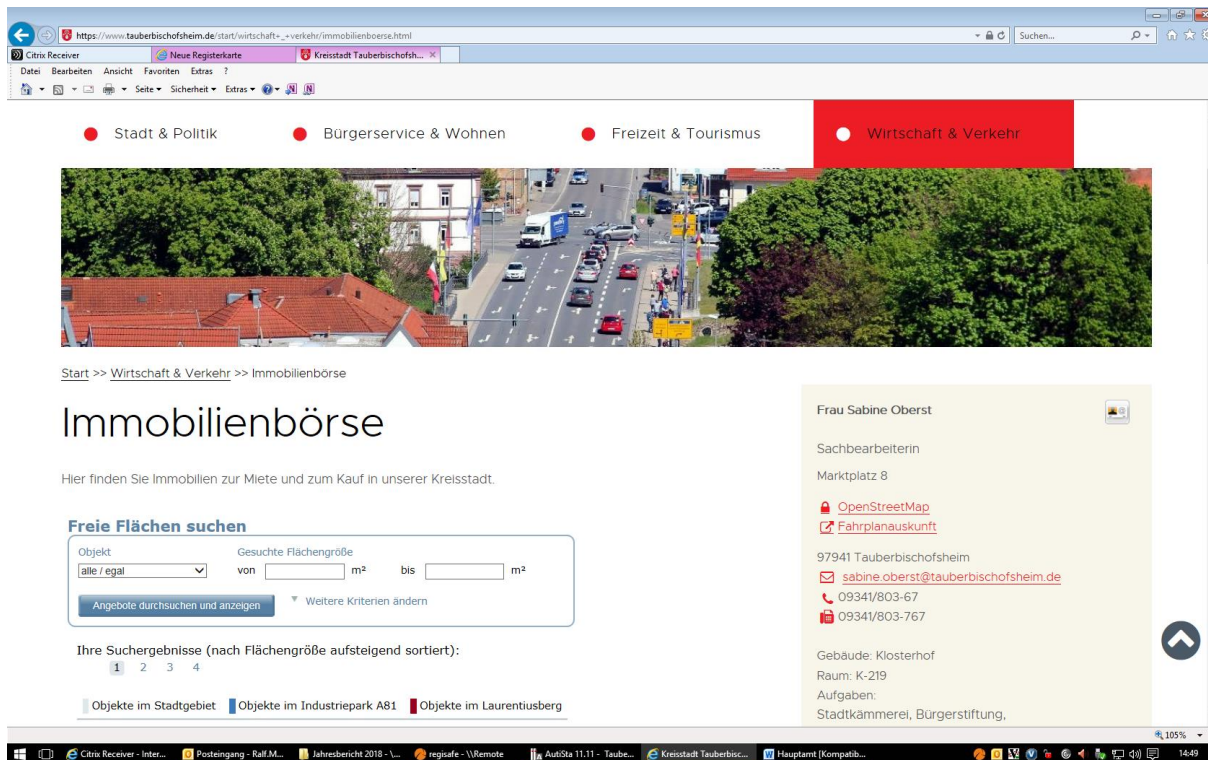 https://www.tauberbischofsheim.de/start/wirtschaft+_+verkehr/immobilienboerse.html
Suchen...
Citrix Receiver
Neue Registerkarte
Kreisstadt Tauberbischofsh...
Datei Bearbeiten Ansicht Favoriten Extras ?
Seite Sicherheit Extras
Stadt & Politik
Bürgerservice & Wohnen
Freizeit & Tourismus
Wirtschaft & Verkehr
Start >> Wirtschaft & Verkehr >> Immobilienbörse
Immobilienbörse
Hier finden Sie Immobilien zur Miete und zum Kauf in unserer Kreisstadt.
Freie Flächen suchen
Objekt Gesuchte Flächengröße
alle / egal von m² bis m²
Angebote durchsuchen und anzeigen Weitere Kriterien ändern
Ihre Suchergebnisse (nach Flächengröße aufsteigend sortiert):
1 2 3 4
Objekte im Stadtgebiet Objekte im Industriepark A81 Objekte im Laurentiusberg
Frau Sabine Oberst
Sachbearbeiterin
Marktplatz 8
OpenStreetMap
Fahrplanauskunft
97941 Tauberbischofsheim
sabine.oberst@tauberbischofsheim.de
09341/803-67
09341/803-767
Gebäude: Klosterhof
Raum: K-219
Aufgaben:
Stadtkämmerei, Bürgerstiftung,
105%
Citrix Receiver - Inter...
Posteingang - Ralf.M...
Jahresbericht 2018 - \...
regisafe - \\Remote
AutiSta 11.11 - Taube...
Kreisstadt Tauberbisc...
Hauptamt [Kompatib...
14:49